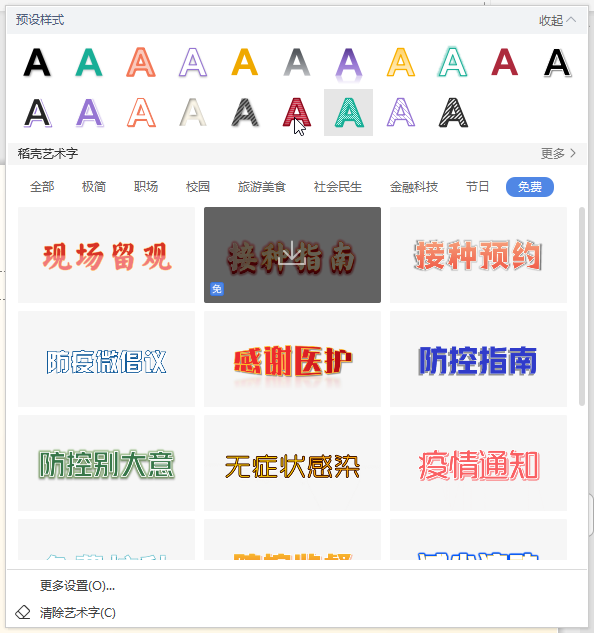 预设样式 收起
A A A A A A A A A A A
A A A A A A A A A
稻壳艺术字 更多
全部 极简 职场 校园 旅游美食 社会民生 金融科技 节日 免费
现场留观 接种指南 接种预约
免
防疫微倡议 感谢医护 防控指南
防控别大意 无症状感染 疫情通知
更多设置(O)...
清除艺术字(C)